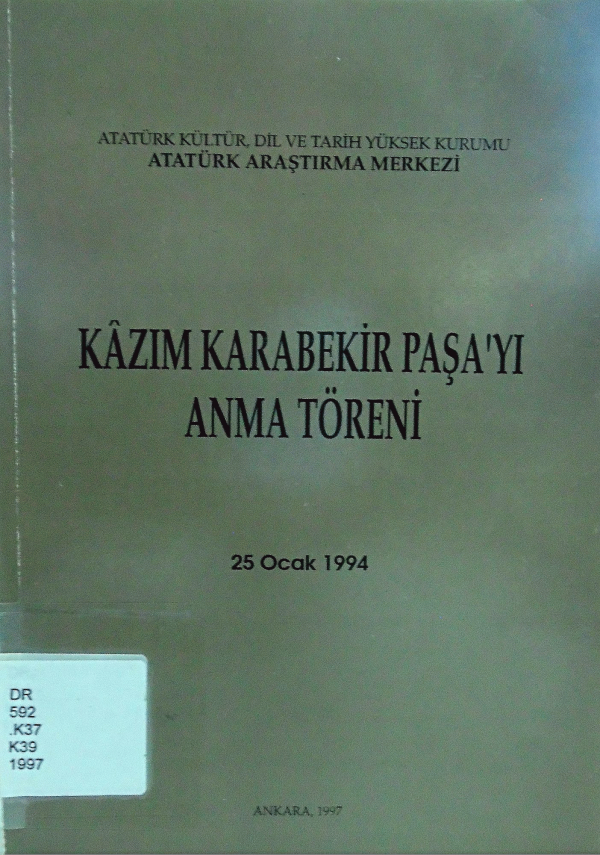 ATATÜRK KÜLTÜR, DİL VE TARİH YÜKSEK KURUMU
ATATÜRK ARAŞTIRMA MERKEZİ
KÂZIM KARABEKİR PAŞA'YI
ANMA TÖRENİ
25 Ocak 1994
DR
592
.K37
K39
1997
ANKARA, 1997